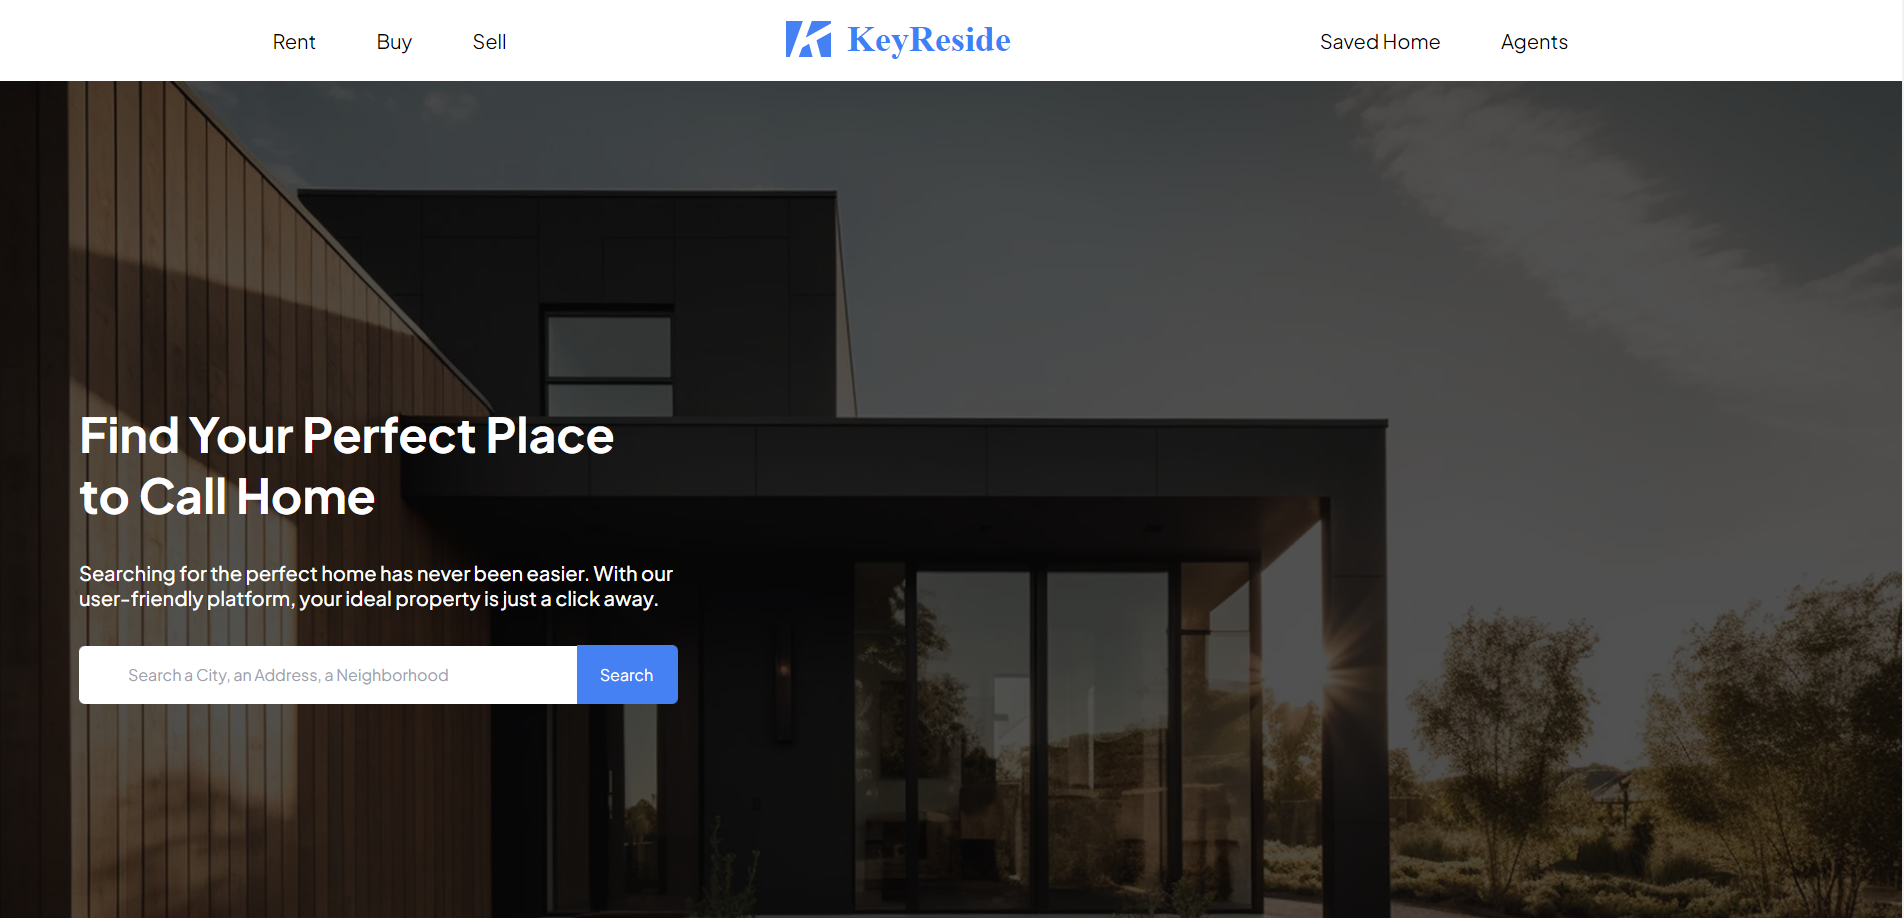 Rent Buy Sell KeyReside Saved Home Agents
Find Your Perfect Place
to Call Home
Searching for the perfect home has never been easier. With our
user-friendly platform, your ideal property is just a click away.
Search a City, an Address, a Neighborhood Search